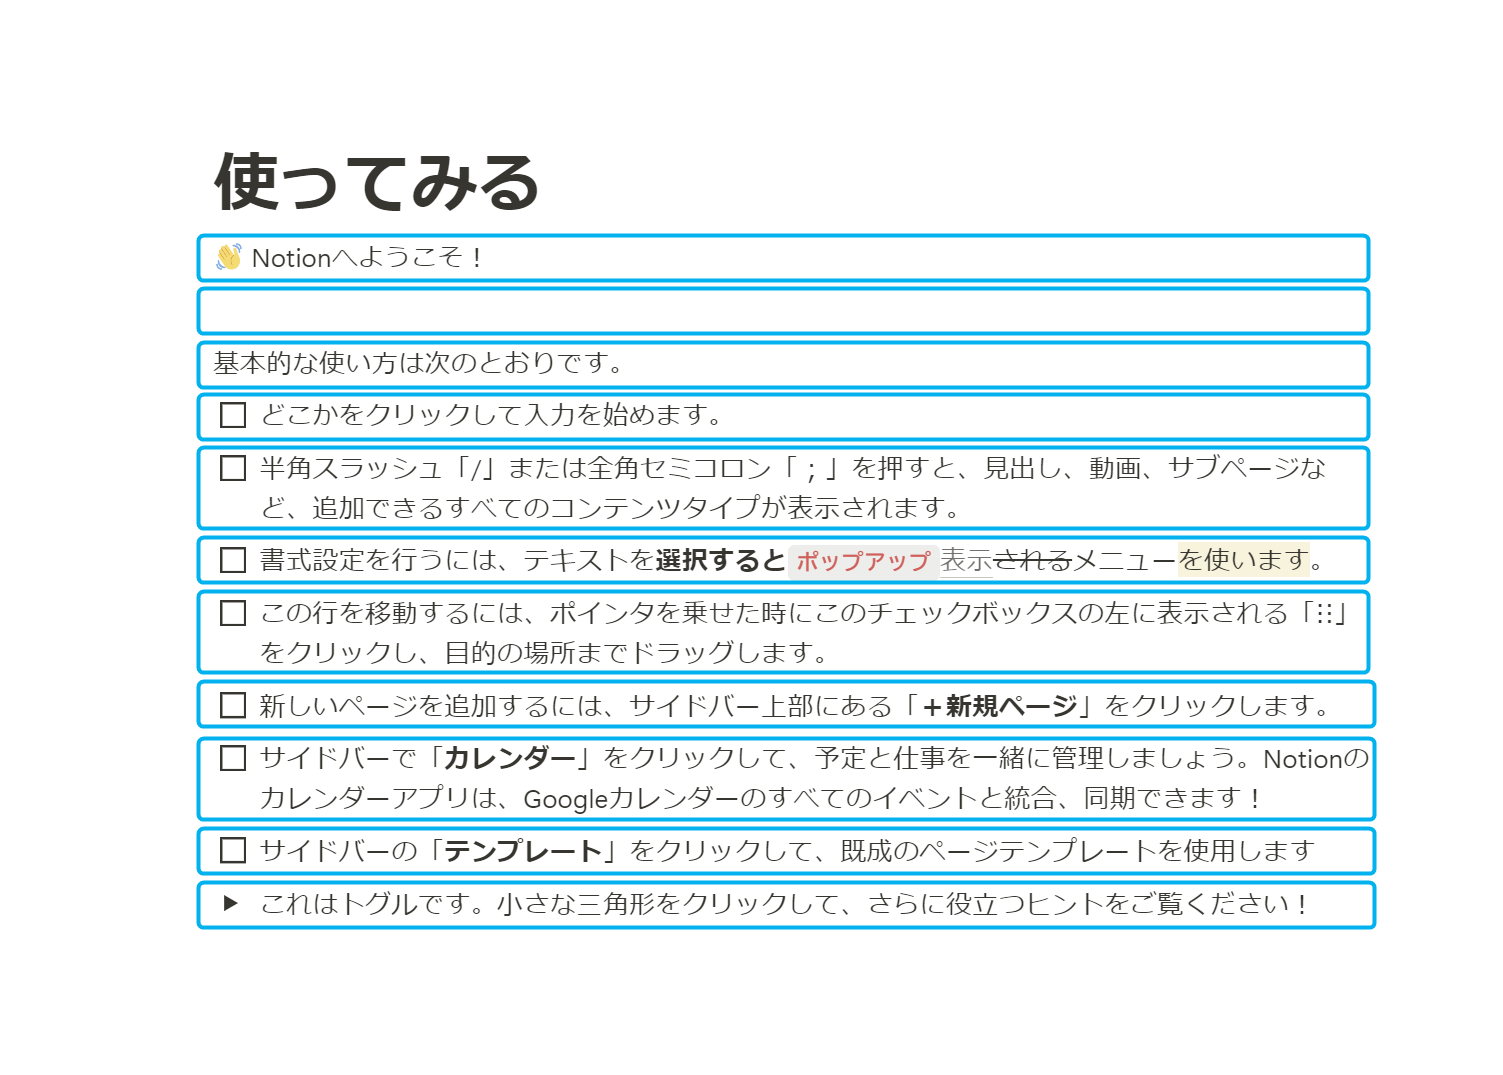 使ってみる
👋 Notionへようこそ！
基本的な使い方は次のとおりです。
どこかをクリックして入力を始めます。
半角スラッシュ「/」または全角セミコロン「；」を押すと、見出し、動画、サブページな
ど、追加できるすべてのコンテンツタイプが表示されます。
書式設定を行うには、テキストを選択するとポップアップ表示されるメニューを使います。
この行を移動するには、ポインタを乗せた時にこのチェックボックスの左に表示される「⋮⋮」
をクリックし、目的の場所までドラッグします。
新しいページを追加するには、サイドバー上部にある「＋新規ページ」をクリックします。
サイドバーで「カレンダー」をクリックして、予定と仕事を一緒に管理しましょう。Notionの
カレンダーアプリは、Googleカレンダーのすべてのイベントと統合、同期できます！
サイドバーの「テンプレート」をクリックして、既成のページテンプレートを使用します
これはトグルです。小さな三角形をクリックして、さらに役立つヒントをご覧ください！